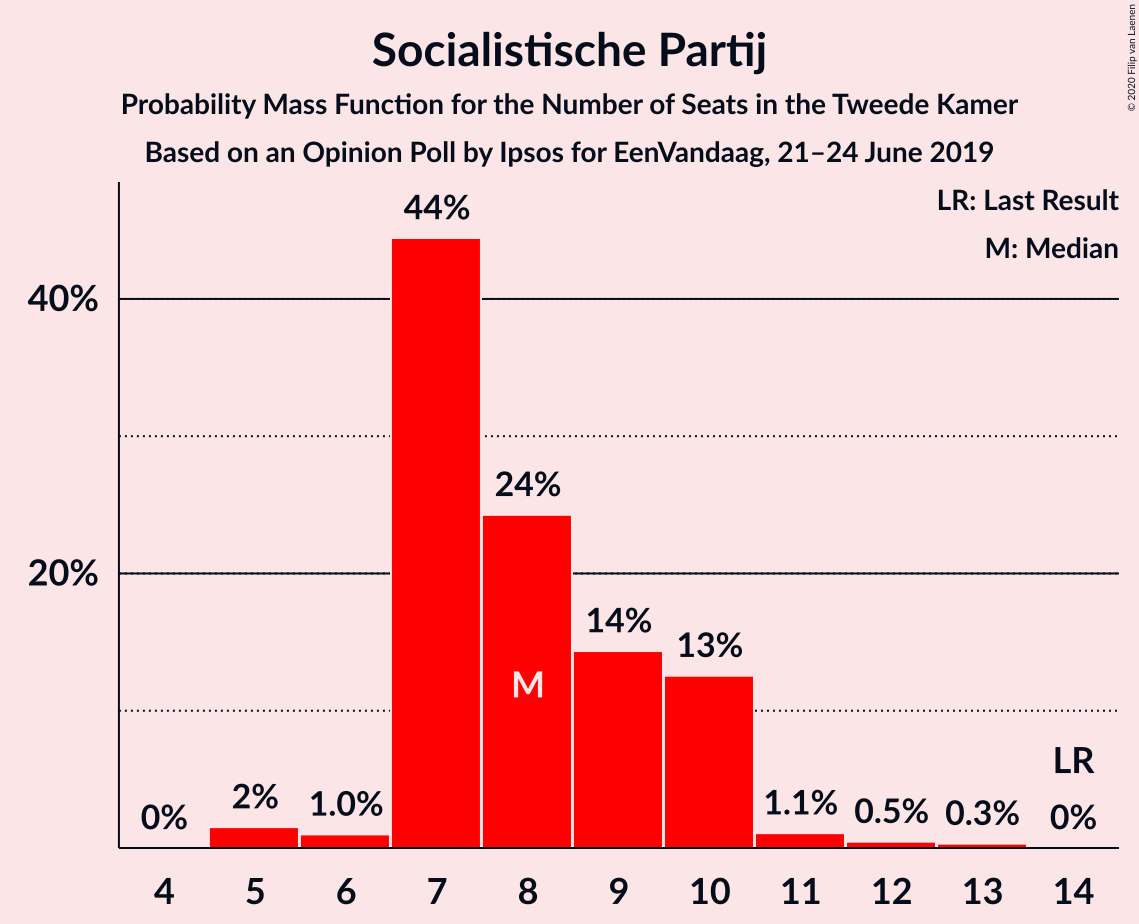 Socialistische Partij
Probability Mass Function for the Number of Seats in the Tweede Kamer
Based on an Opinion Poll by Ipsos for EenVandaag, 21–24 June 2019
© 2020 Filip van Laenen
LR: Last Result
M: Median
40%
20%
0%
2%
1.0%
44%
24%
14%
13%
1.1%
0.5%
0.3%
0%
LR
M
4 5 6 7 8 9 10 11 12 13 14